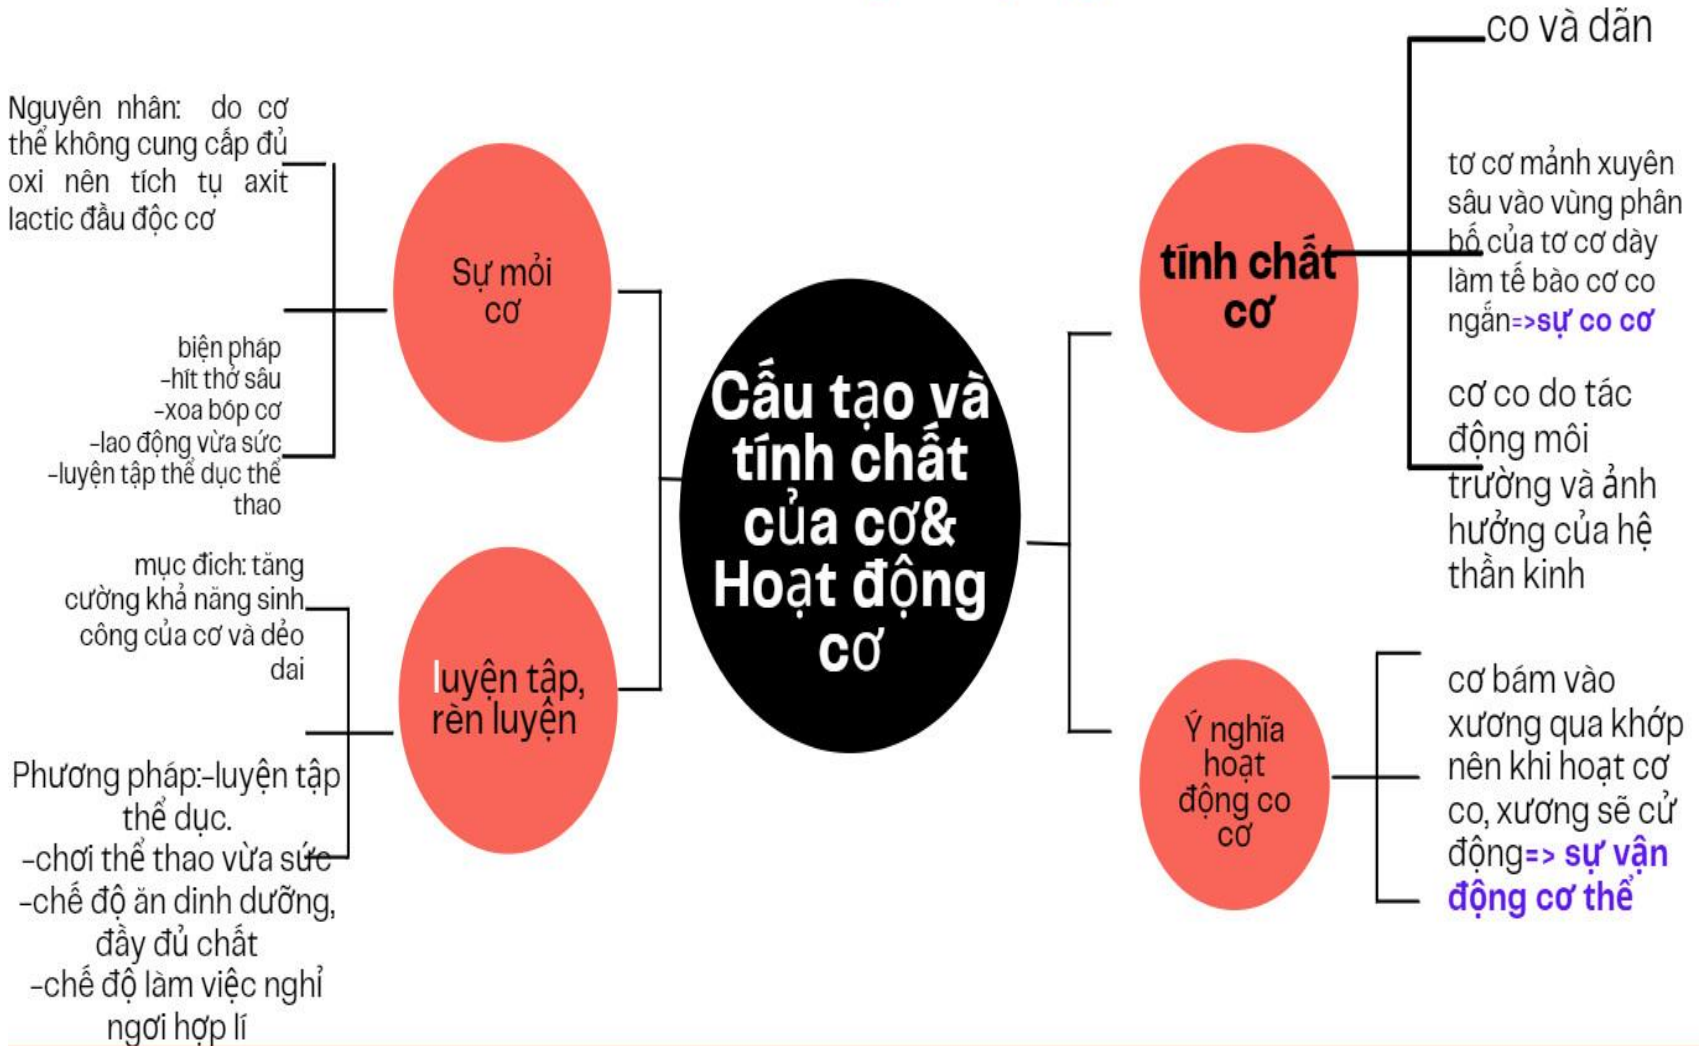 Nguyên nhân: do cơ
thể không cung cấp đủ
oxi nên tích tụ axit
lactic đầu độc cơ
biện pháp
-hít thở sâu
-xoa bóp cơ
-lao động vừa sức
-luyện tập thể dục thể
thao
Sự mỏi
cơ
mục đich: tăng
cường khả năng sinh
công của cơ và dẻo
dai
Phương pháp:-luyện tập
thể dục.
-chơi thể thao vừa sức
-chế độ ăn dinh dưỡng,
đầy đủ chất
-chế độ làm việc nghỉ
ngơi hợp lí
luyện tập,
rèn luyện
Cấu tạo và
tính chất
của cơ&
Hoạt động
cơ
tính chất
cơ
co và dãn
tơ cơ mảnh xuyên
sâu vào vùng phân
bố của tơ cơ dày
làm tế bào cơ co
ngắn=>sự co cơ
cơ co do tác
động môi
trường và ảnh
hưởng của hệ
thần kinh
Ý nghĩa
hoạt
động co
cơ
cơ bám vào
xương qua khớp
nên khi hoạt cơ
co, xương sẽ cử
động=> sự vận
động cơ thể